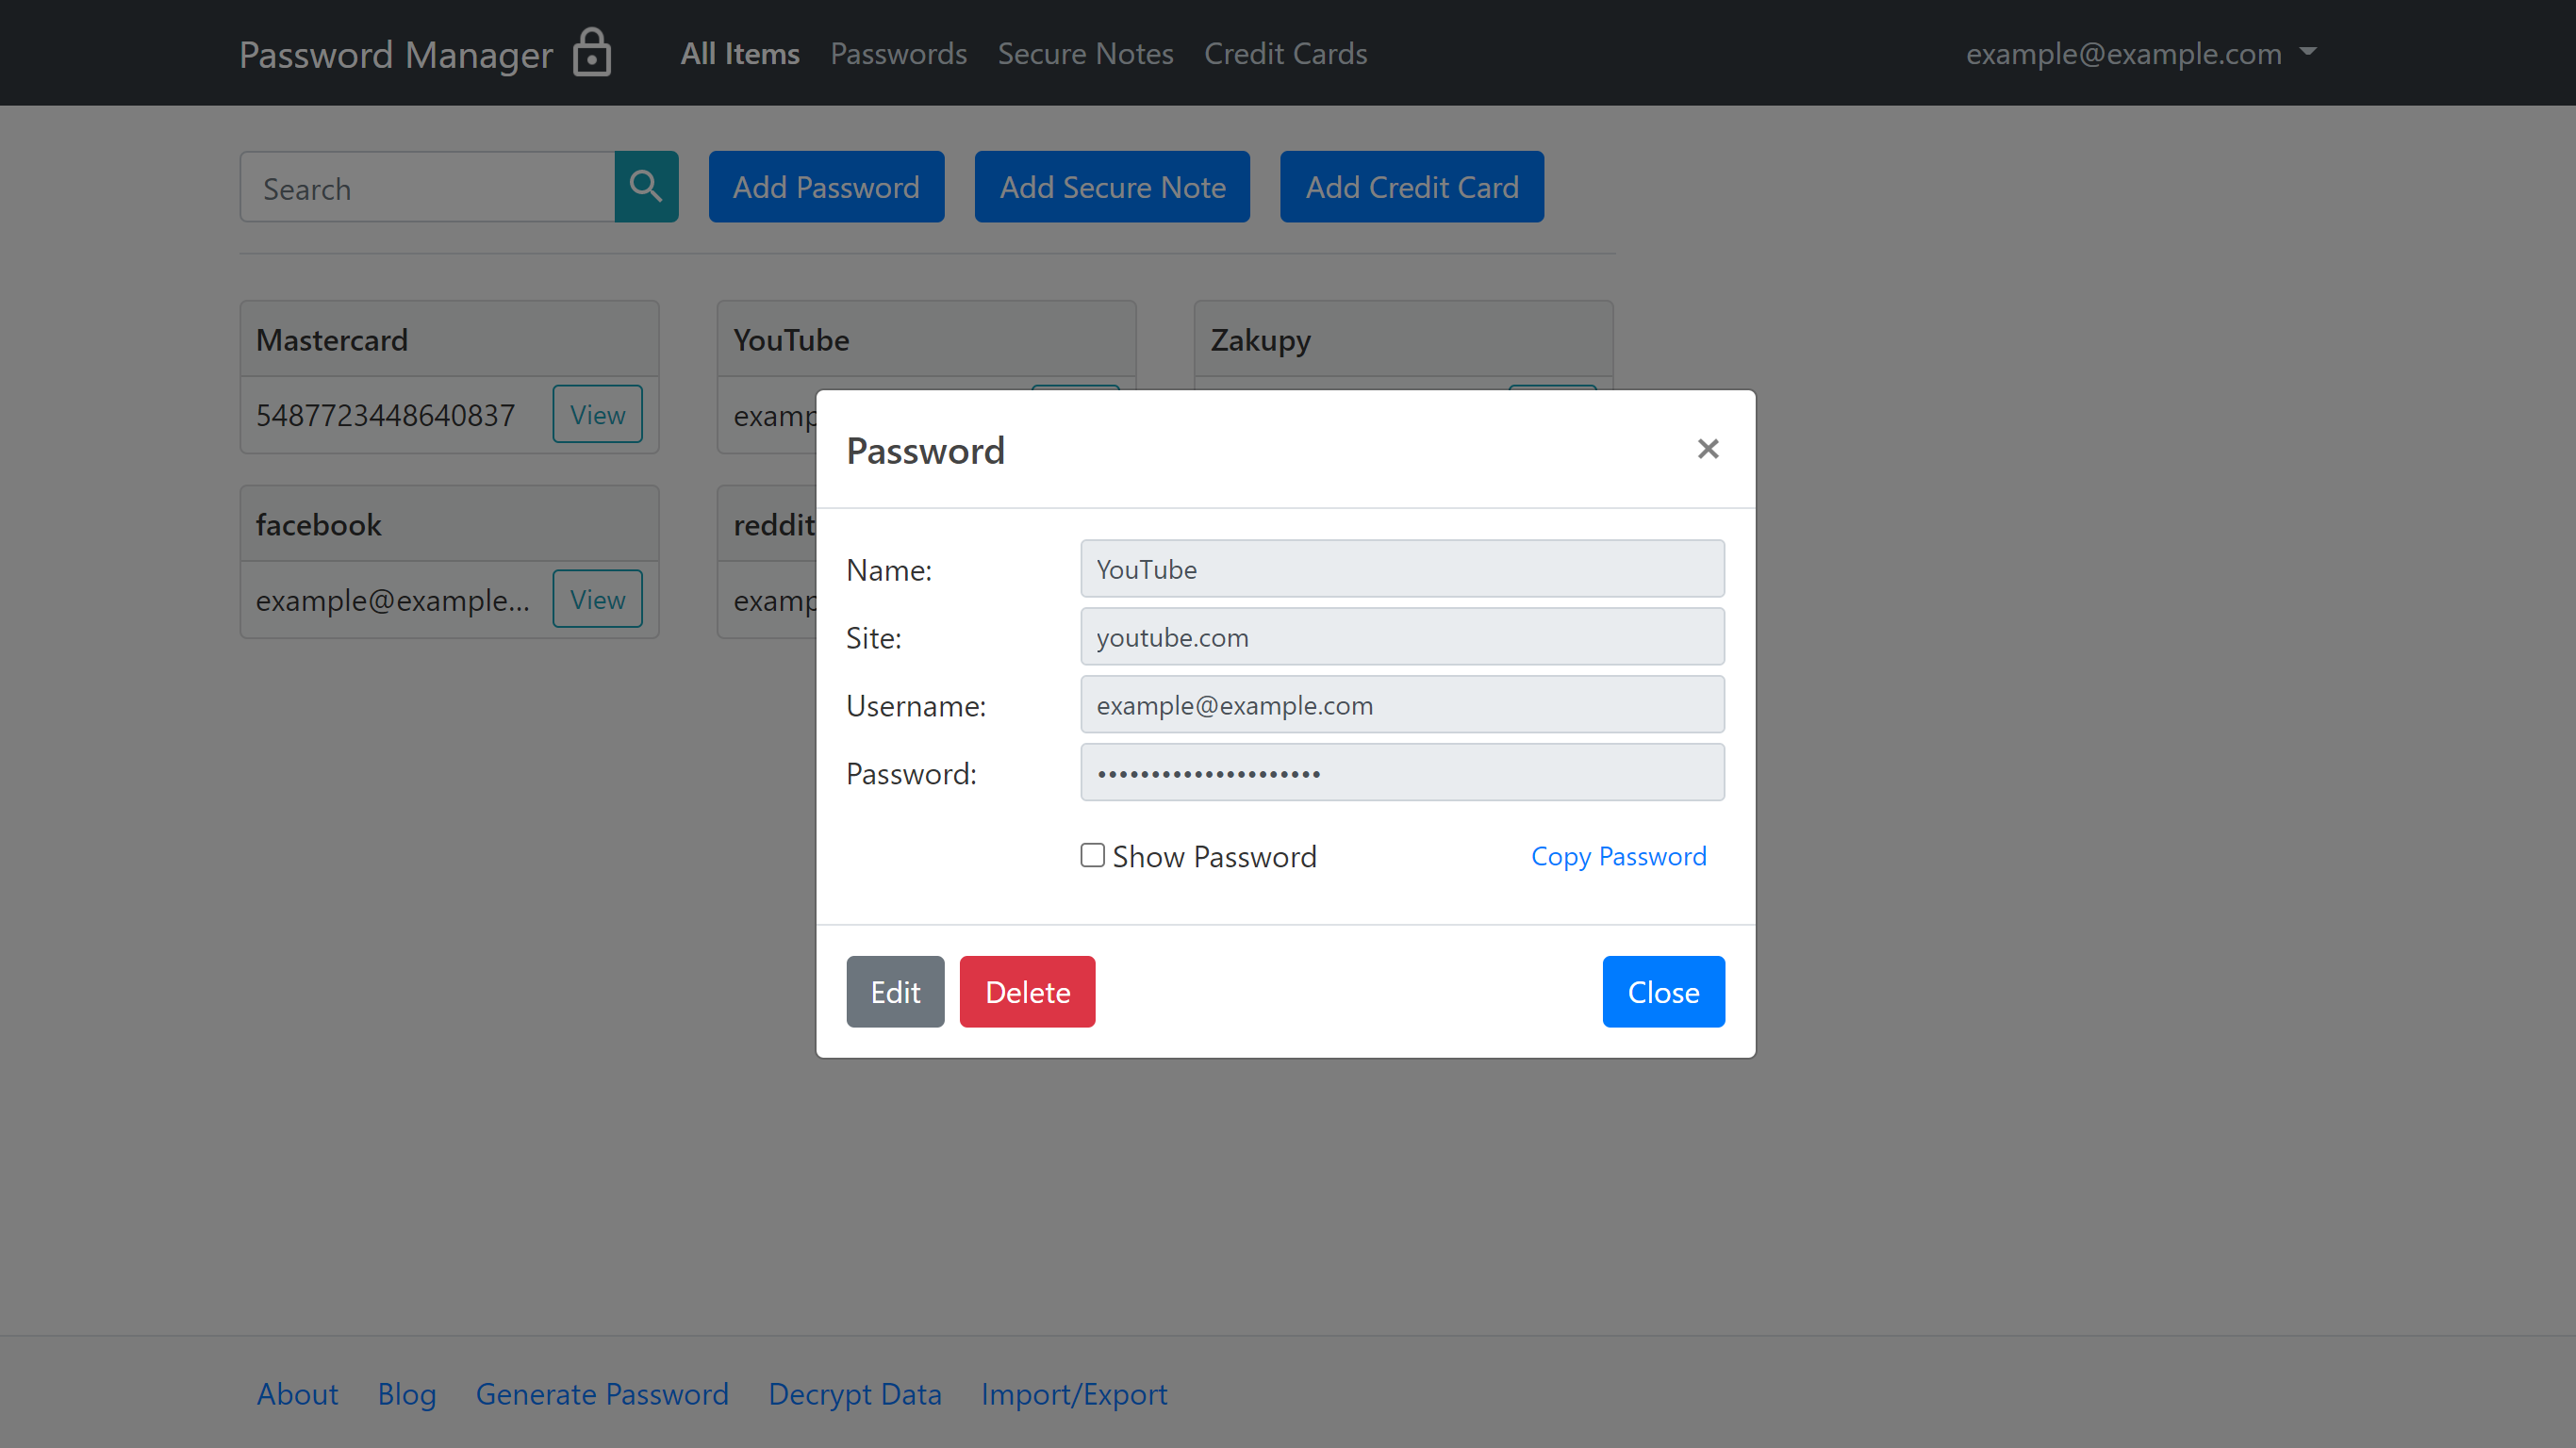 Password Manager All Items Passwords Secure Notes Credit Cards example@example.com
Search Add Password Add Secure Note Add Credit Card
Mastercard YouTube Zakupy
5487723448640837 View examp
facebook reddit
example@example... View examp
Password ×
Name: YouTube
Site: youtube.com
Username: example@example.com
Password: •••••••••••••••••••••
Show Password Copy Password
Edit Delete Close
About Blog Generate Password Decrypt Data Import/Export